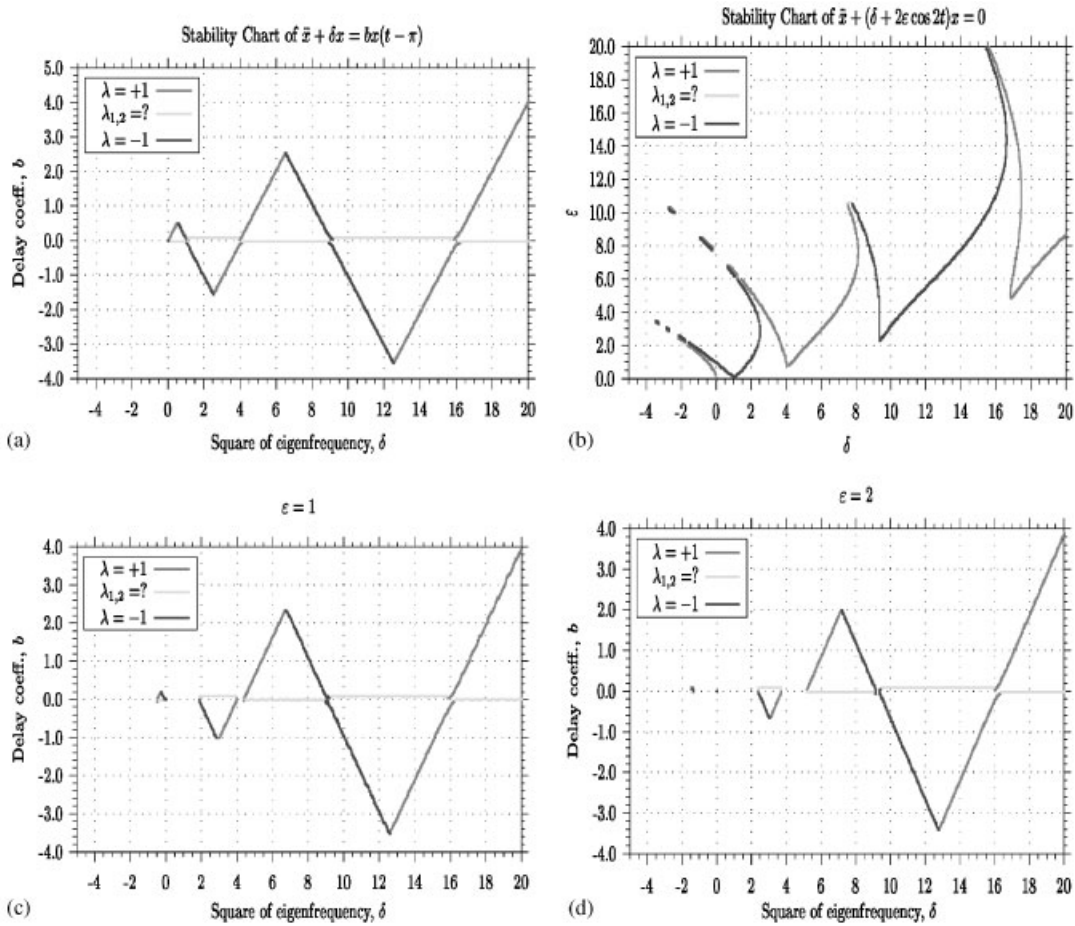 Stability Chart of ẍ + δx = bx(t − π)
5.0
4.0
3.0
2.0
1.0
0.0
-1.0
-2.0
-3.0
-4.0
Delay coeff., b
λ = +1
λ₁,₂ =?
λ = −1
-4 -2 0 2 4 6 8 10 12 14 16 18 20
(a)
Square of eigenfrequency, δ
Stability Chart of ẍ + (δ + 2ε cos 2t)x = 0
20.0
18.0
16.0
14.0
12.0
10.0
8.0
6.0
4.0
2.0
0.0
ε
λ = +1
λ₁,₂ =?
λ = −1
-4 -2 0 2 4 6 8 10 12 14 16 18 20
(b)
δ
ε = 1
4.0
3.0
2.0
1.0
0.0
-1.0
-2.0
-3.0
-4.0
Delay coeff., b
λ = +1
λ₁,₂ =?
λ = −1
-4 -2 0 2 4 6 8 10 12 14 16 18 20
(c)
Square of eigenfrequency, δ
ε = 2
4.0
3.0
2.0
1.0
0.0
-1.0
-2.0
-3.0
-4.0
Delay coeff., b
λ = +1
λ₁,₂ =?
λ = −1
-4 -2 0 2 4 6 8 10 12 14 16 18 20
(d)
Square of eigenfrequency, δ